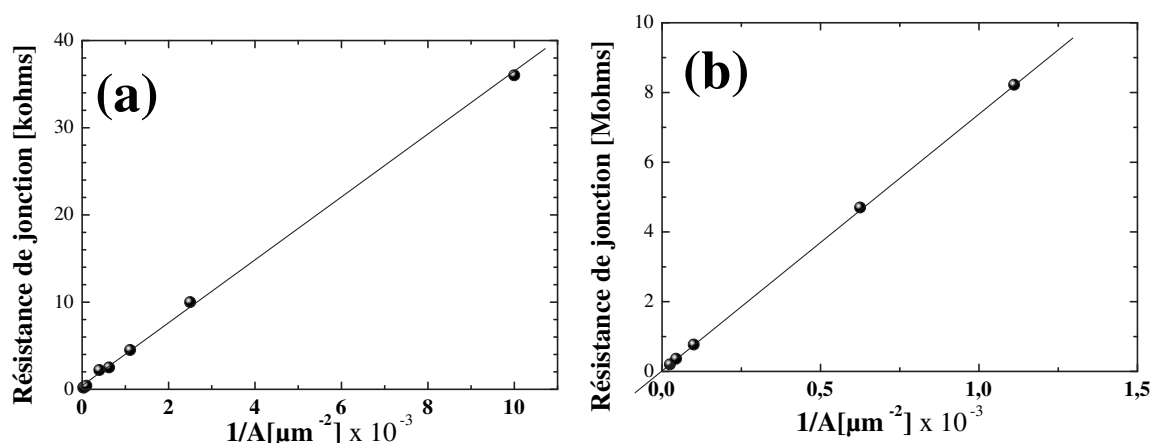 (a)
Résistance de jonction [kohms]
40
30
20
10
0
0 2 4 6 8 10
1/A[µm⁻²] x 10⁻³
(b)
Résistance de jonction [Mohms]
10
8
6
4
2
0
0,0 0,5 1,0 1,5
1/A[µm⁻²] x 10⁻³